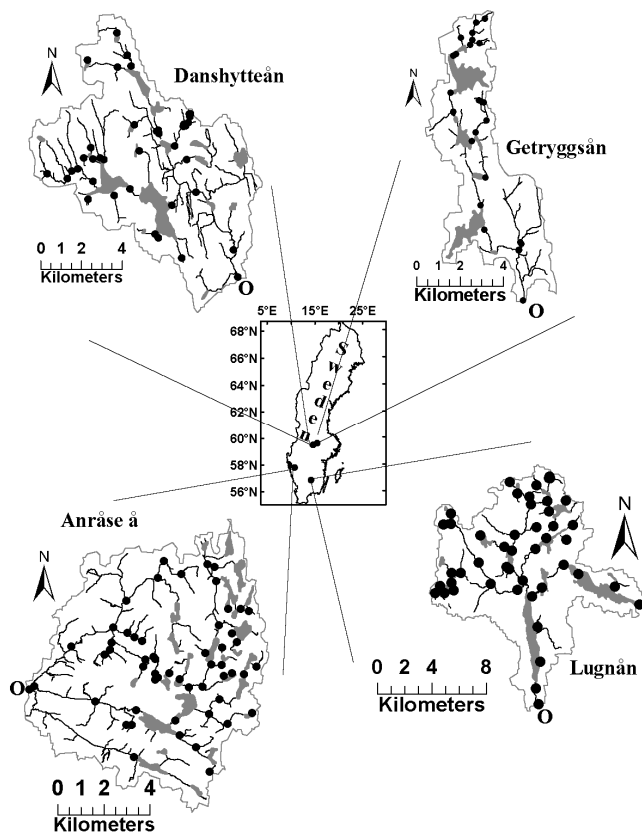 N
Danshytteån
0 1 2 4
Kilometers
O
N
Getryggsån
0 1 2 4
Kilometers
O
5°E 15°E 25°E
68°N
66°N
64°N
62°N
60°N
58°N
56°N
Sweden
Anråse å
N
O
0 1 2 4
Kilometers
N
0 2 4 8
Kilometers
Lugnån
O